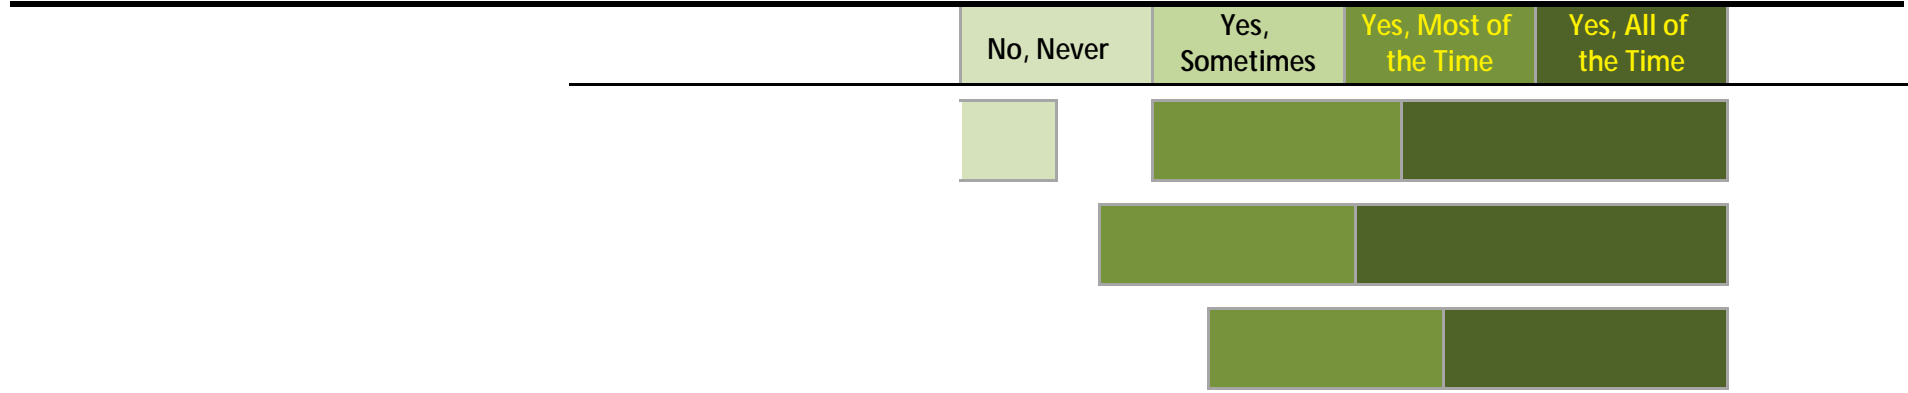 No, Never
Yes,
Sometimes
Yes, Most of
the Time
Yes, All of
the Time